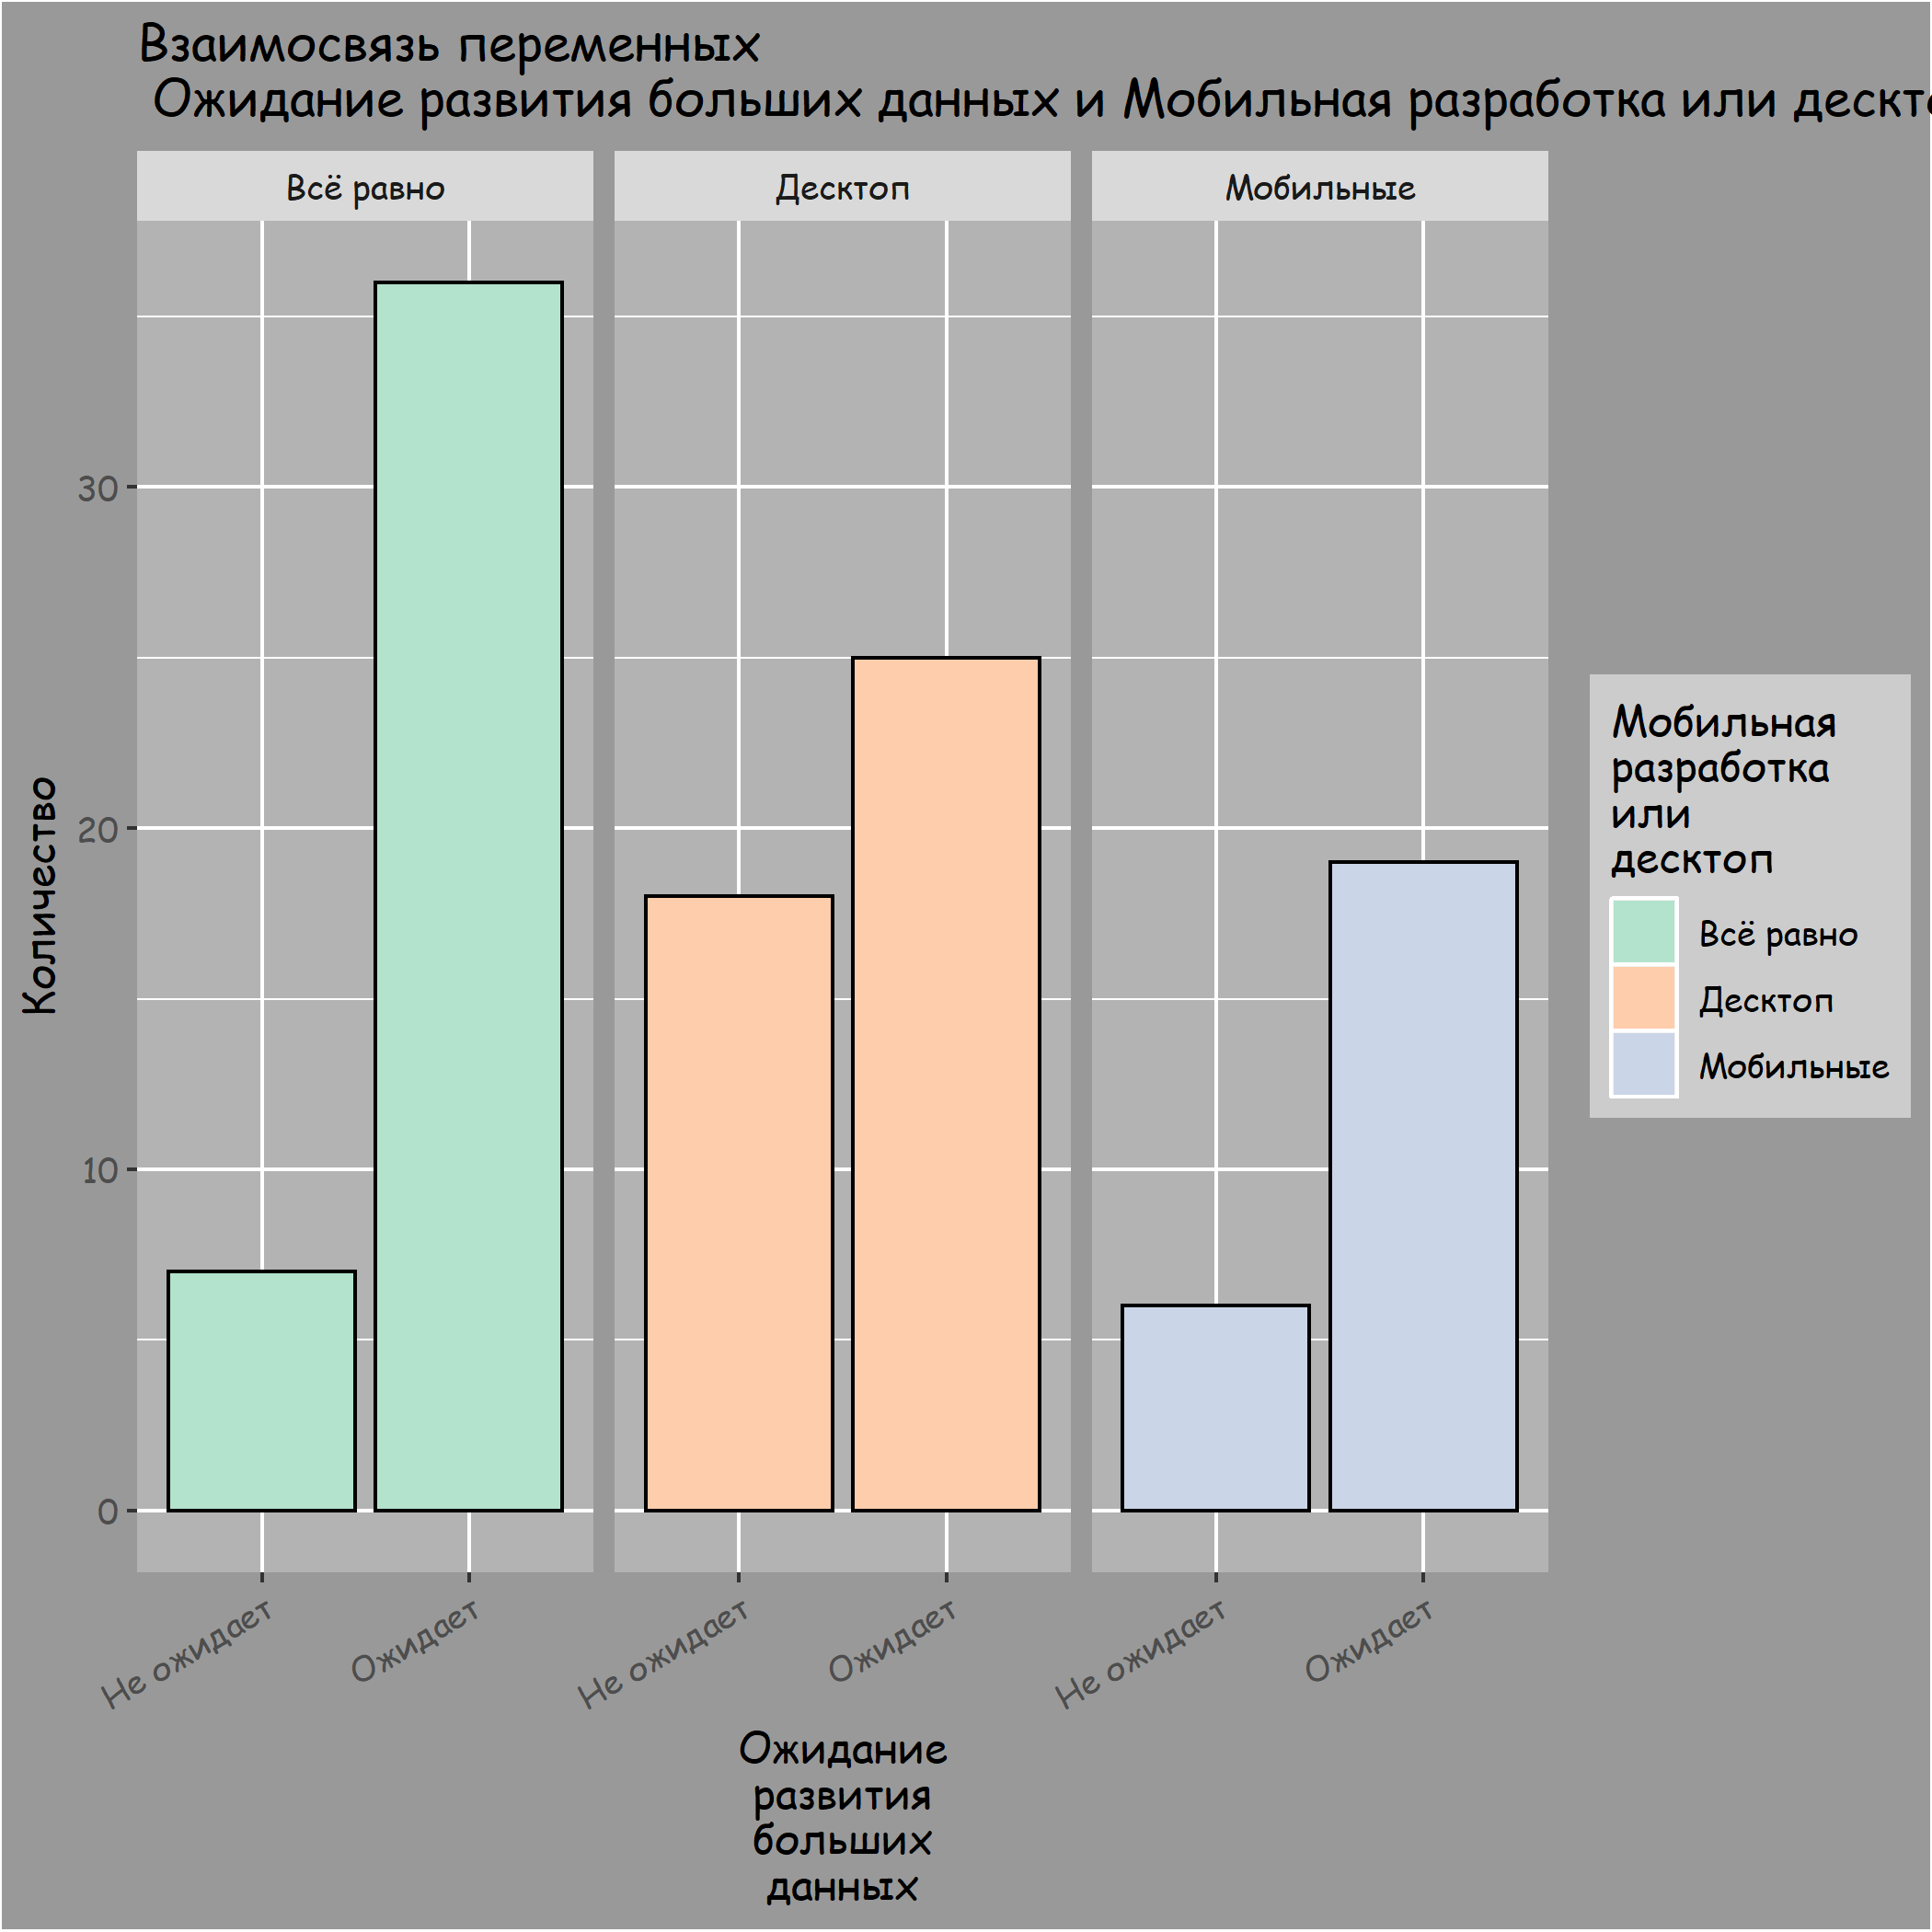 Взаимосвязь переменных
Ожидание развития больших данных и Мобильная разработка или дескто
Всё равно
Десктоп
Мобильные
Количество
30
20
10
0
Не ожидает
Ожидает
Не ожидает
Ожидает
Не ожидает
Ожидает
Ожидание
развития
больших
данных
Мобильная
разработка
или
десктоп
Всё равно
Десктоп
Мобильные